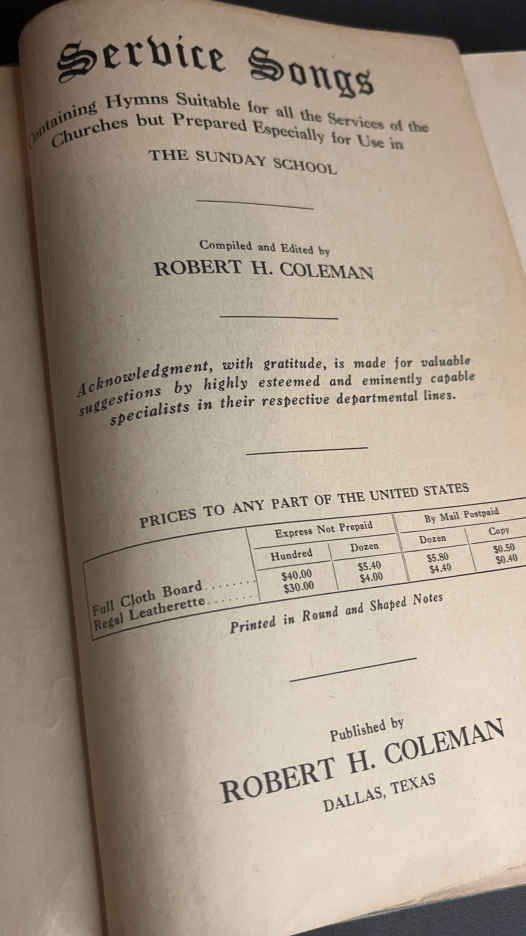 Service Songs
Containing Hymns Suitable for all the Services of the
Churches but Prepared Especially for Use in
THE SUNDAY SCHOOL
Compiled and Edited by
ROBERT H. COLEMAN
Acknowledgment, with gratitude, is made for valuable
suggestions by highly esteemed and eminently capable
specialists in their respective departmental lines.
PRICES TO ANY PART OF THE UNITED STATES
Express Not Prepaid By Mail Postpaid
Hundred Dozen Dozen Copy
Full Cloth Board........ $40.00 $5.40 $5.80 $0.50
Regal Leatherette........ $30.00 $4.00 $4.40 $0.40
Printed in Round and Shaped Notes
Published by
ROBERT H. COLEMAN
DALLAS, TEXAS